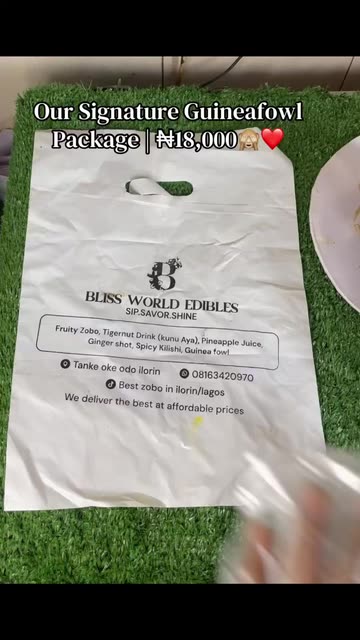 Our Signature Guineafowl
Package | ₦18,000🙈❤️
B
BLISS WORLD EDIBLES
SIP.SAVOR.SHINE
Fruity Zobo, Tigernut Drink (kunu Aya), Pineapple Juice,
Ginger shot, Spicy Kilishi, Guinea fowl
Tanke oke odo ilorin 08163420970
Best zobo in ilorin/lagos
We deliver the best at affordable prices